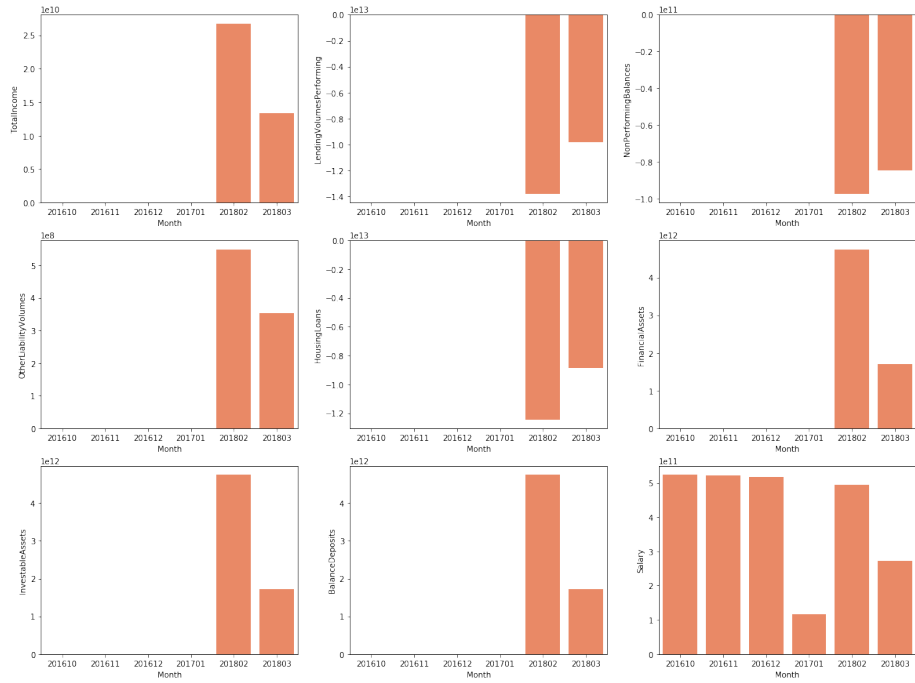 1e10
TotalIncome
2.5
2.0
1.5
1.0
0.5
0.0
201610 201611 201612 201701 201802 201803
Month
1e13
LendingVolumesPerforming
0.0
−0.2
−0.4
−0.6
−0.8
−1.0
−1.2
−1.4
201610 201611 201612 201701 201802 201803
Month
1e11
NonPerformingBalances
0.0
−0.2
−0.4
−0.6
−0.8
−1.0
201610 201611 201612 201701 201802 201803
Month
1e8
OtherLiabilityVolumes
5
4
3
2
1
0
201610 201611 201612 201701 201802 201803
Month
1e13
HousingLoans
0.0
−0.2
−0.4
−0.6
−0.8
−1.0
−1.2
201610 201611 201612 201701 201802 201803
Month
1e12
FinancialAssets
4
3
2
1
0
201610 201611 201612 201701 201802 201803
Month
1e12
InvestableAssets
4
3
2
1
0
201610 201611 201612 201701 201802 201803
Month
1e12
BalanceDeposits
4
3
2
1
0
201610 201611 201612 201701 201802 201803
Month
1e11
Salary
5
4
3
2
1
0
201610 201611 201612 201701 201802 201803
Month